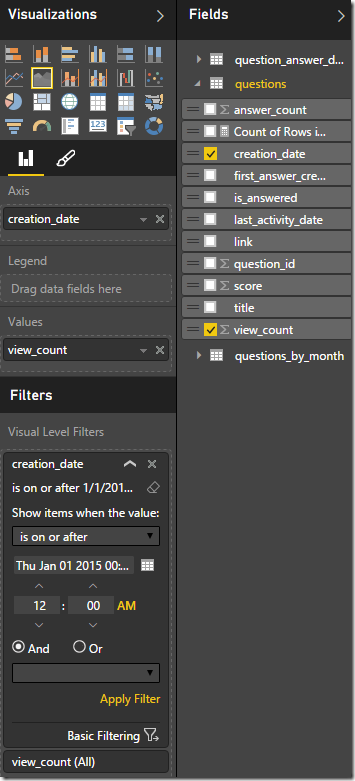 Visualizations
123
R
Axis
creation_date
Legend
Drag data fields here
Values
view_count
Filters
Visual Level Filters
creation_date
is on or after 1/1/201...
Show items when the value:
is on or after
Thu Jan 01 2015 00:...
12 : 00 AM
And Or
Apply Filter
Basic Filtering
view_count (All)
Fields
question_answer_d...
questions
answer_count
Count of Rows i...
creation_date
first_answer_cre...
is_answered
last_activity_date
link
question_id
score
title
view_count
questions_by_month